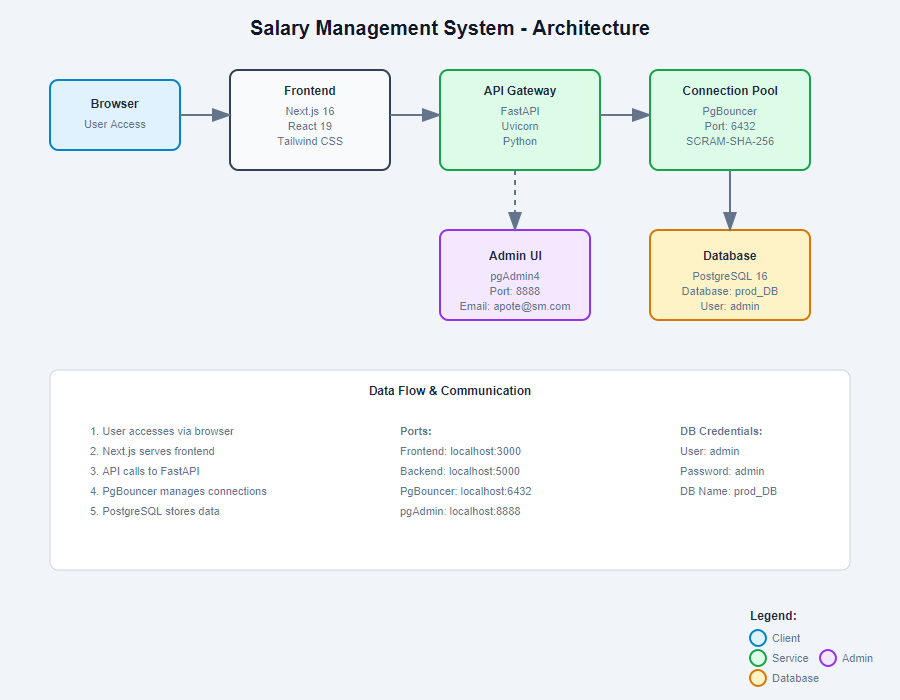 Salary Management System - Architecture
Browser
User Access
Frontend
Next.js 16
React 19
Tailwind CSS
API Gateway
FastAPI
Uvicorn
Python
Connection Pool
PgBouncer
Port: 6432
SCRAM-SHA-256
Admin UI
pgAdmin4
Port: 8888
Email: apote@sm.com
Database
PostgreSQL 16
Database: prod_DB
User: admin
Data Flow & Communication
1. User accesses via browser
2. Next.js serves frontend
3. API calls to FastAPI
4. PgBouncer manages connections
5. PostgreSQL stores data
Ports:
Frontend: localhost:3000
Backend: localhost:5000
PgBouncer: localhost:6432
pgAdmin: localhost:8888
DB Credentials:
User: admin
Password: admin
DB Name: prod_DB
Legend:
Client
Service
Admin
Database